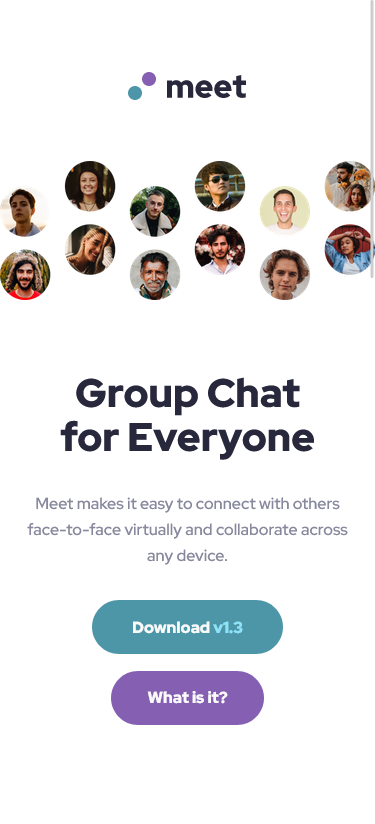 meet
Group Chat
for Everyone
Meet makes it easy to connect with others
face-to-face virtually and collaborate across
any device.
Download v1.3
What is it?